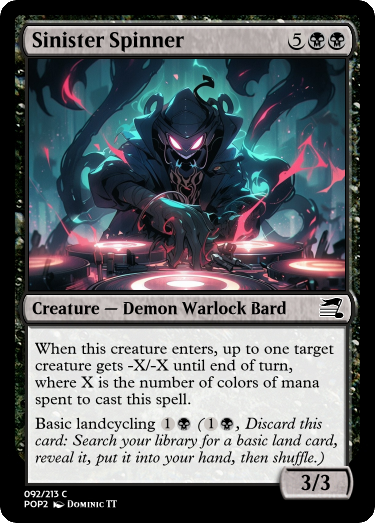 Sinister Spinner 5
Creature — Demon Warlock Bard
When this creature enters, up to one target
creature gets -X/-X until end of turn,
where X is the number of colors of mana
spent to cast this spell.
Basic landcycling 1 (1, Discard this
card: Search your library for a basic land card,
reveal it, put it into your hand, then shuffle.)
3/3
092/213 C
POP2 Dominic TT